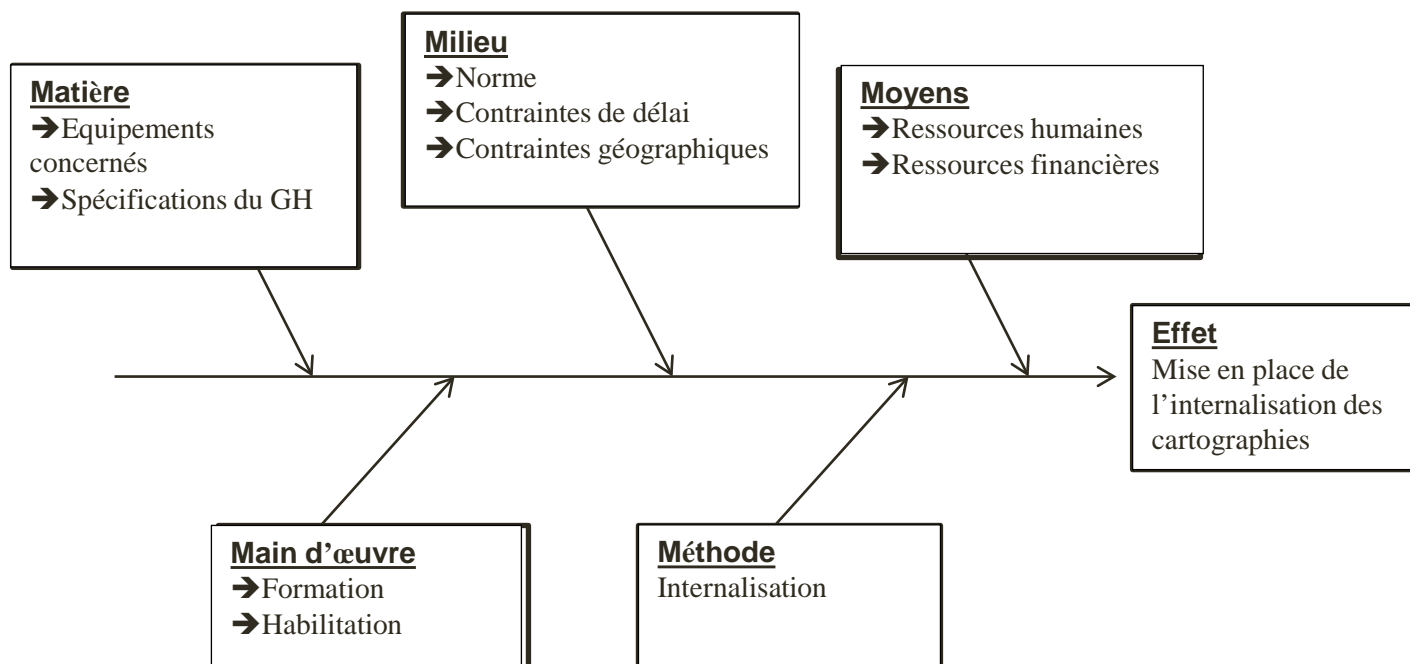 Matière
➔Equipements
concernés
➔Spécifications du GH
Milieu
➔Norme
➔Contraintes de délai
➔Contraintes géographiques
Moyens
➔Ressources humaines
➔Ressources financières
Effet
Mise en place de
l’internalisation des
cartographies
Main d’œuvre
➔Formation
➔Habilitation
Méthode
Internalisation